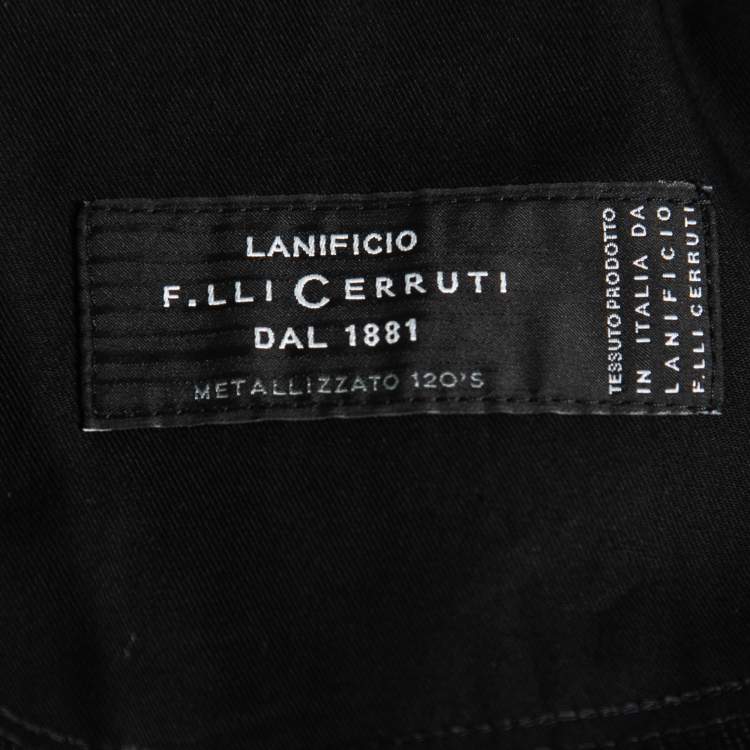 LANIFICIO
F.LLI CERRUTI
DAL 1881
METALLIZZATO 120'S
TESSUTO PRODOTTO
IN ITALIA DA
LANIFICIO
F.LLI CERRUTI